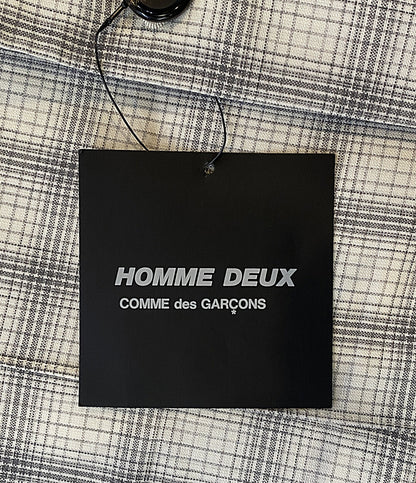 HOMME DEUX
COMME des GARÇONS
*